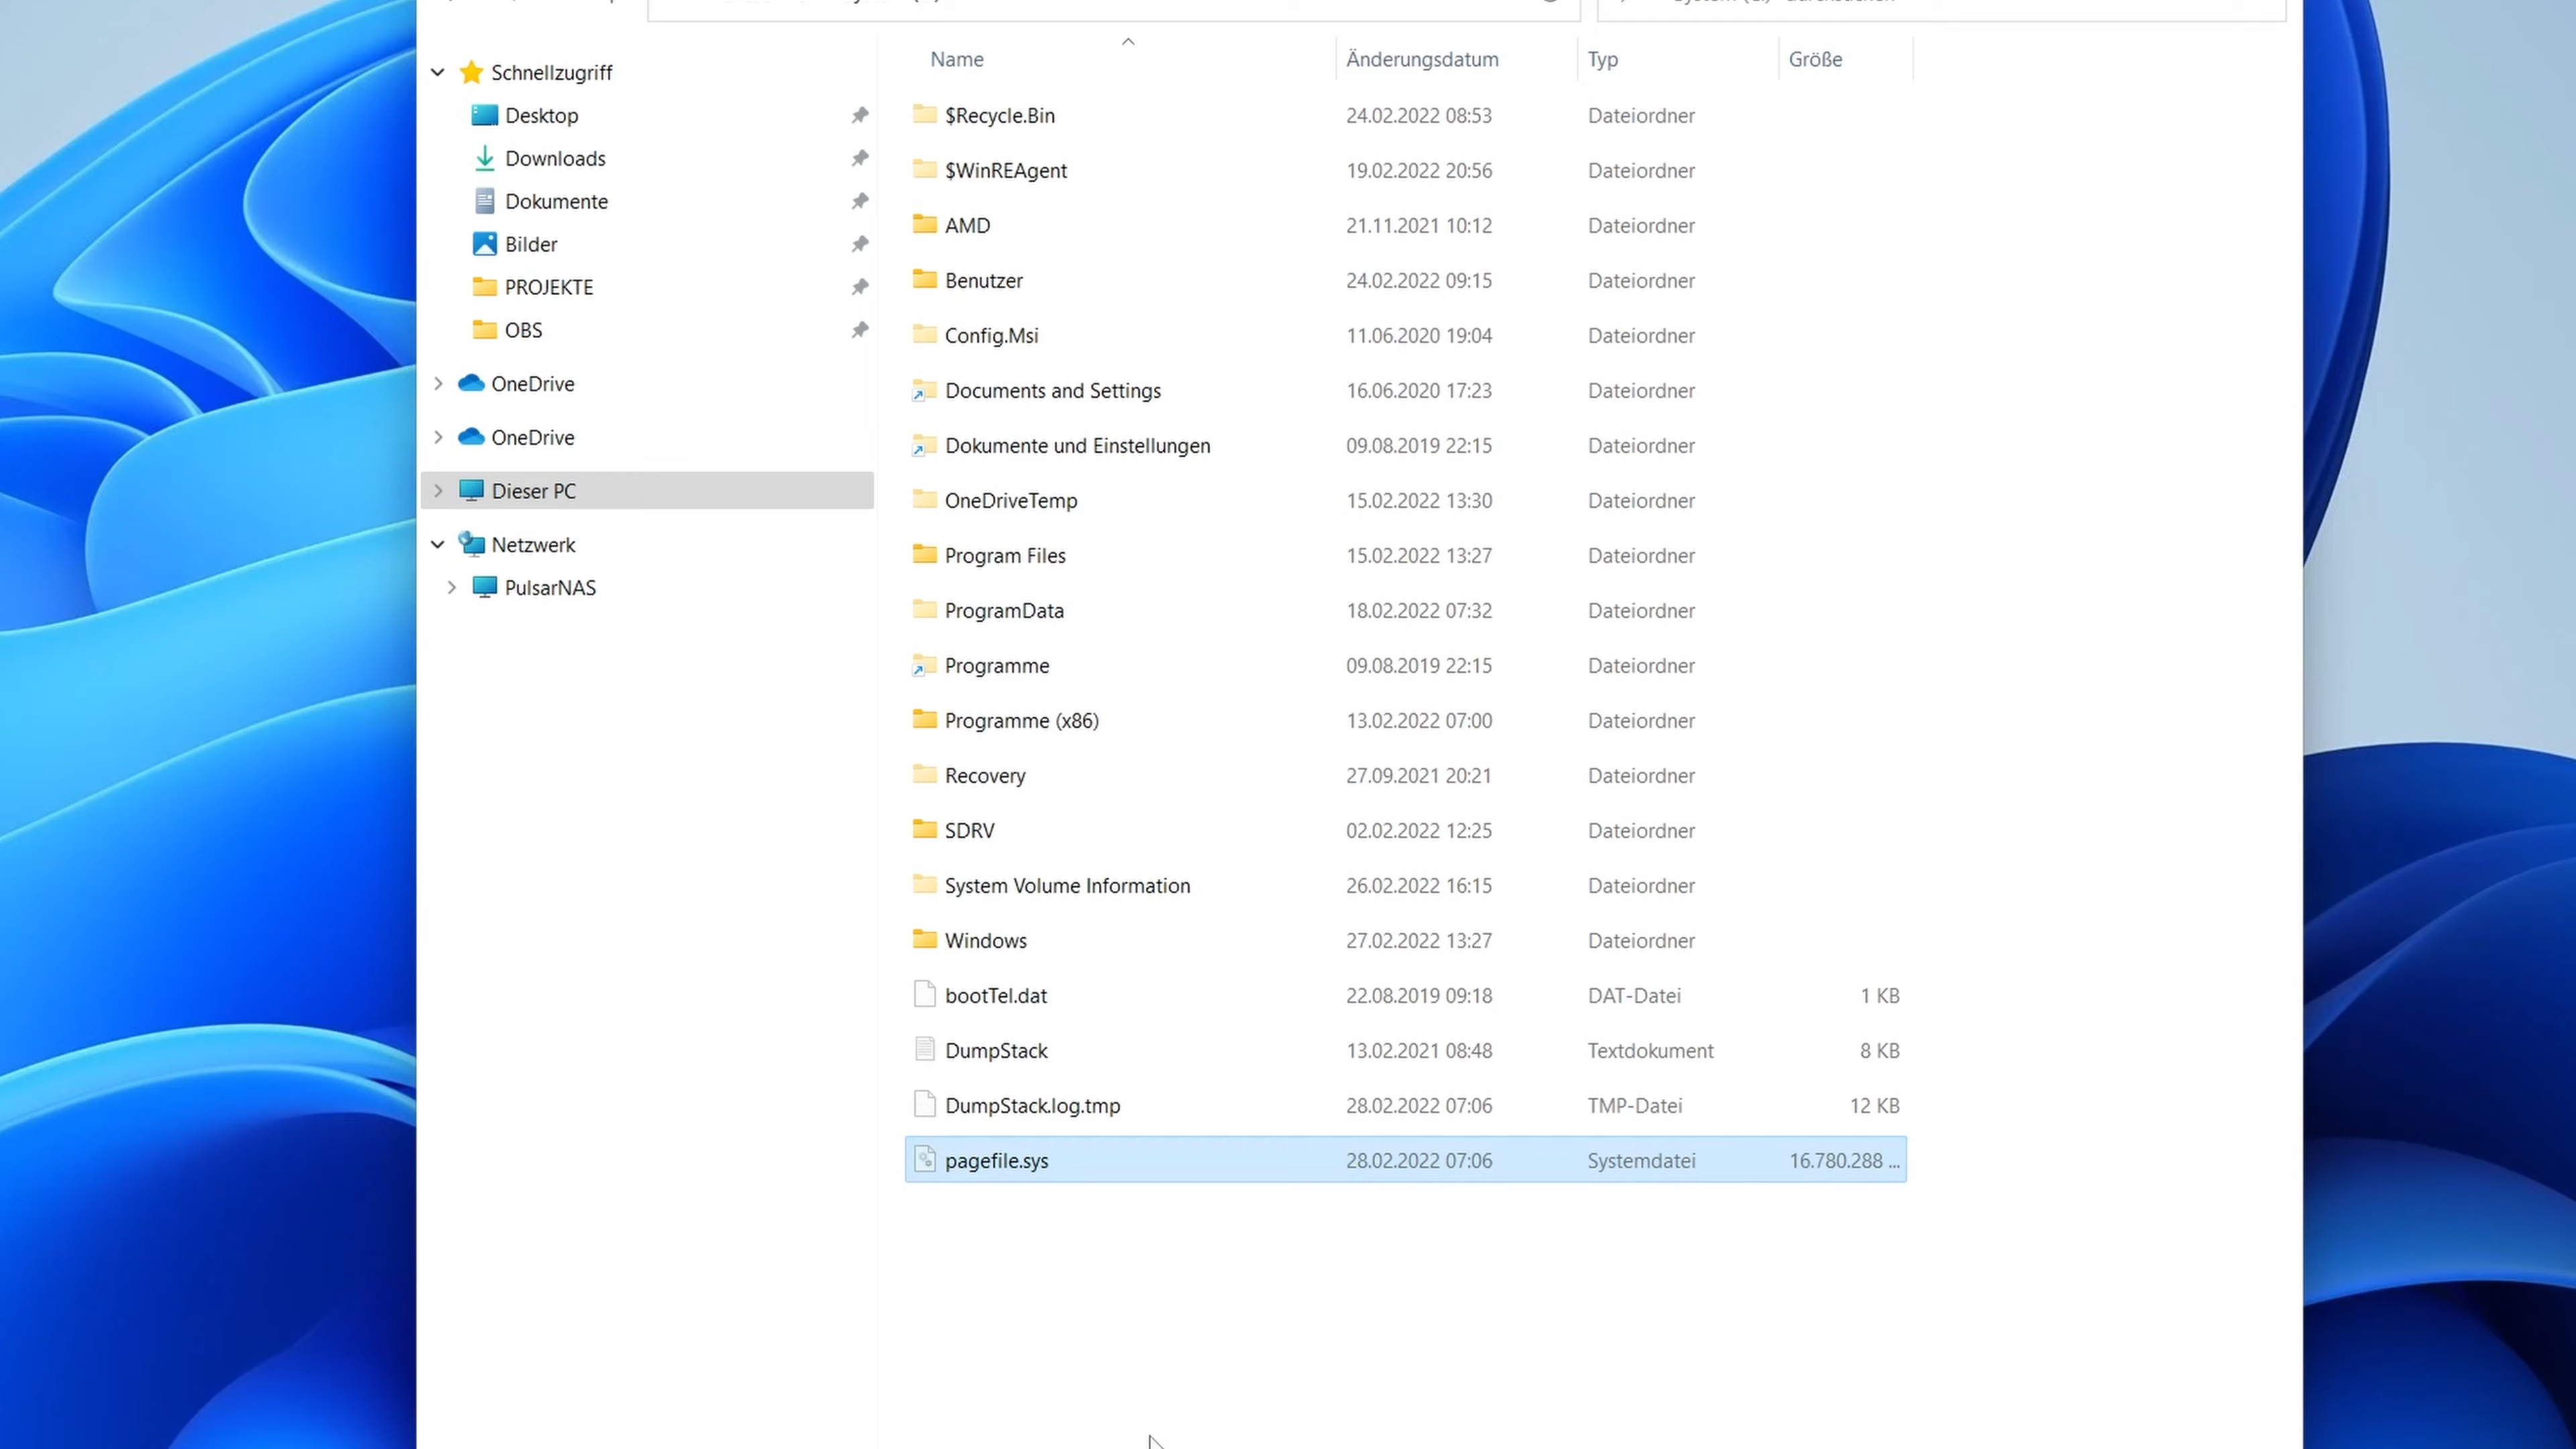 Name Änderungsdatum Typ Größe
Schnellzugriff
Desktop
Downloads
Dokumente
Bilder
PROJEKTE
OBS
OneDrive
OneDrive
Dieser PC
Netzwerk
PulsarNAS
$Recycle.Bin 24.02.2022 08:53 Dateiordner
$WinREAgent 19.02.2022 20:56 Dateiordner
AMD 21.11.2021 10:12 Dateiordner
Benutzer 24.02.2022 09:15 Dateiordner
Config.Msi 11.06.2020 19:04 Dateiordner
Documents and Settings 16.06.2020 17:23 Dateiordner
Dokumente und Einstellungen 09.08.2019 22:15 Dateiordner
OneDriveTemp 15.02.2022 13:30 Dateiordner
Program Files 15.02.2022 13:27 Dateiordner
ProgramData 18.02.2022 07:32 Dateiordner
Programme 09.08.2019 22:15 Dateiordner
Programme (x86) 13.02.2022 07:00 Dateiordner
Recovery 27.09.2021 20:21 Dateiordner
SDRV 02.02.2022 12:25 Dateiordner
System Volume Information 26.02.2022 16:15 Dateiordner
Windows 27.02.2022 13:27 Dateiordner
bootTel.dat 22.08.2019 09:18 DAT-Datei 1 KB
DumpStack 13.02.2021 08:48 Textdokument 8 KB
DumpStack.log.tmp 28.02.2022 07:06 TMP-Datei 12 KB
pagefile.sys 28.02.2022 07:06 Systemdatei 16.780.288 ...